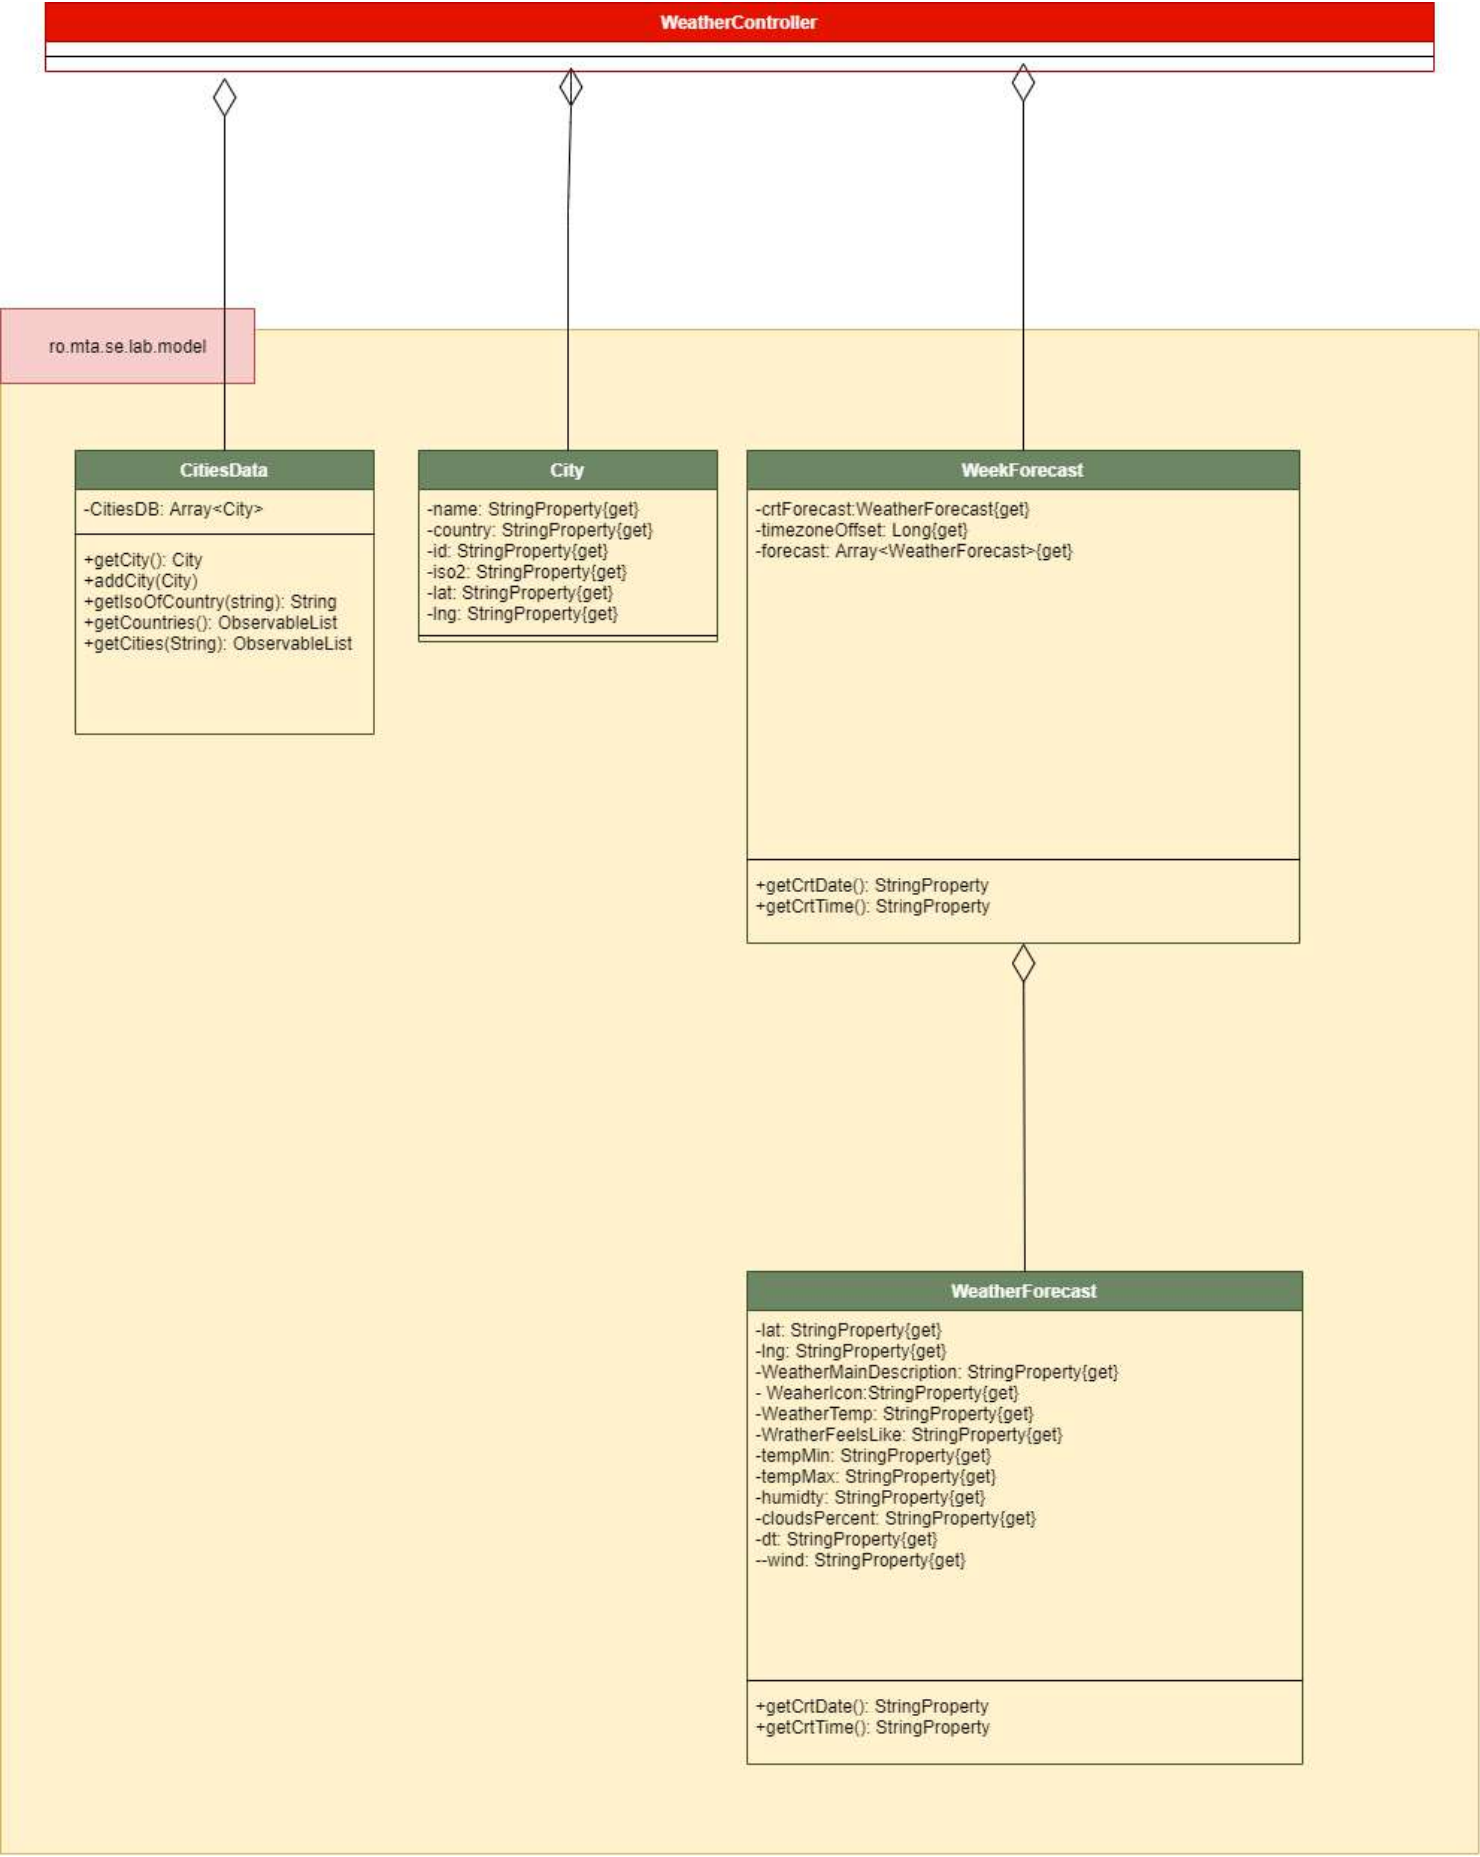 WeatherController
ro.mta.se.lab.model
CitiesData
-CitiesDB: Array<City>
+getCity(): City
+addCity(City)
+getIsoOfCountry(string): String
+getCountries(): ObservableList
+getCities(String): ObservableList
City
-name: StringProperty{get}
-country: StringProperty{get}
-id: StringProperty{get}
-iso2: StringProperty{get}
-lat: StringProperty{get}
-lng: StringProperty{get}
WeekForecast
-crtForecast:WeatherForecast{get}
-timezoneOffset: Long{get}
-forecast: Array<WeatherForecast>{get}
+getCrtDate(): StringProperty
+getCrtTime(): StringProperty
WeatherForecast
-lat: StringProperty{get}
-lng: StringProperty{get}
-WeatherMainDescription: StringProperty{get}
- WeaherIcon:StringProperty{get}
-WeatherTemp: StringProperty{get}
-WratherFeelsLike: StringProperty{get}
-tempMin: StringProperty{get}
-tempMax: StringProperty{get}
-humidty: StringProperty{get}
-cloudsPercent: StringProperty{get}
-dt: StringProperty{get}
--wind: StringProperty{get}
+getCrtDate(): StringProperty
+getCrtTime(): StringProperty